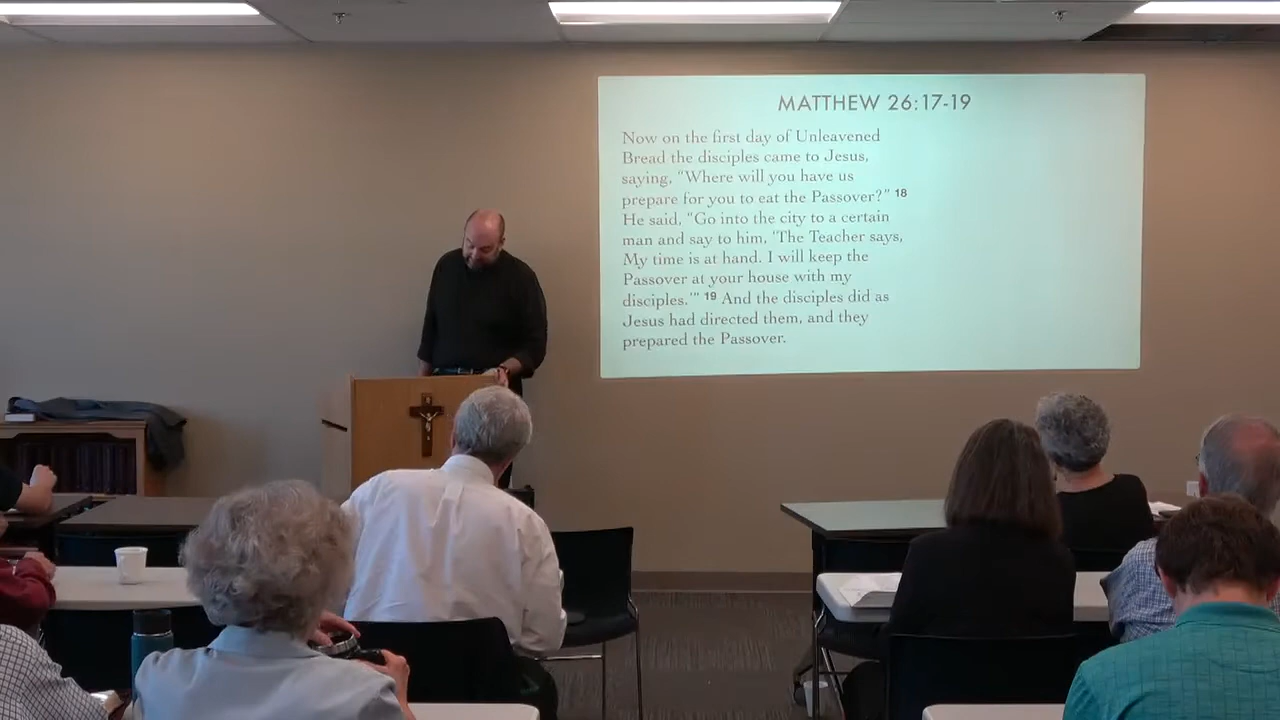 MATTHEW 26:17-19
Now on the first day of Unleavened
Bread the disciples came to Jesus,
saying, “Where will you have us
prepare for you to eat the Passover?” 18
He said, “Go into the city to a certain
man and say to him, ‘The Teacher says,
My time is at hand. I will keep the
Passover at your house with my
disciples.’” 19 And the disciples did as
Jesus had directed them, and they
prepared the Passover.